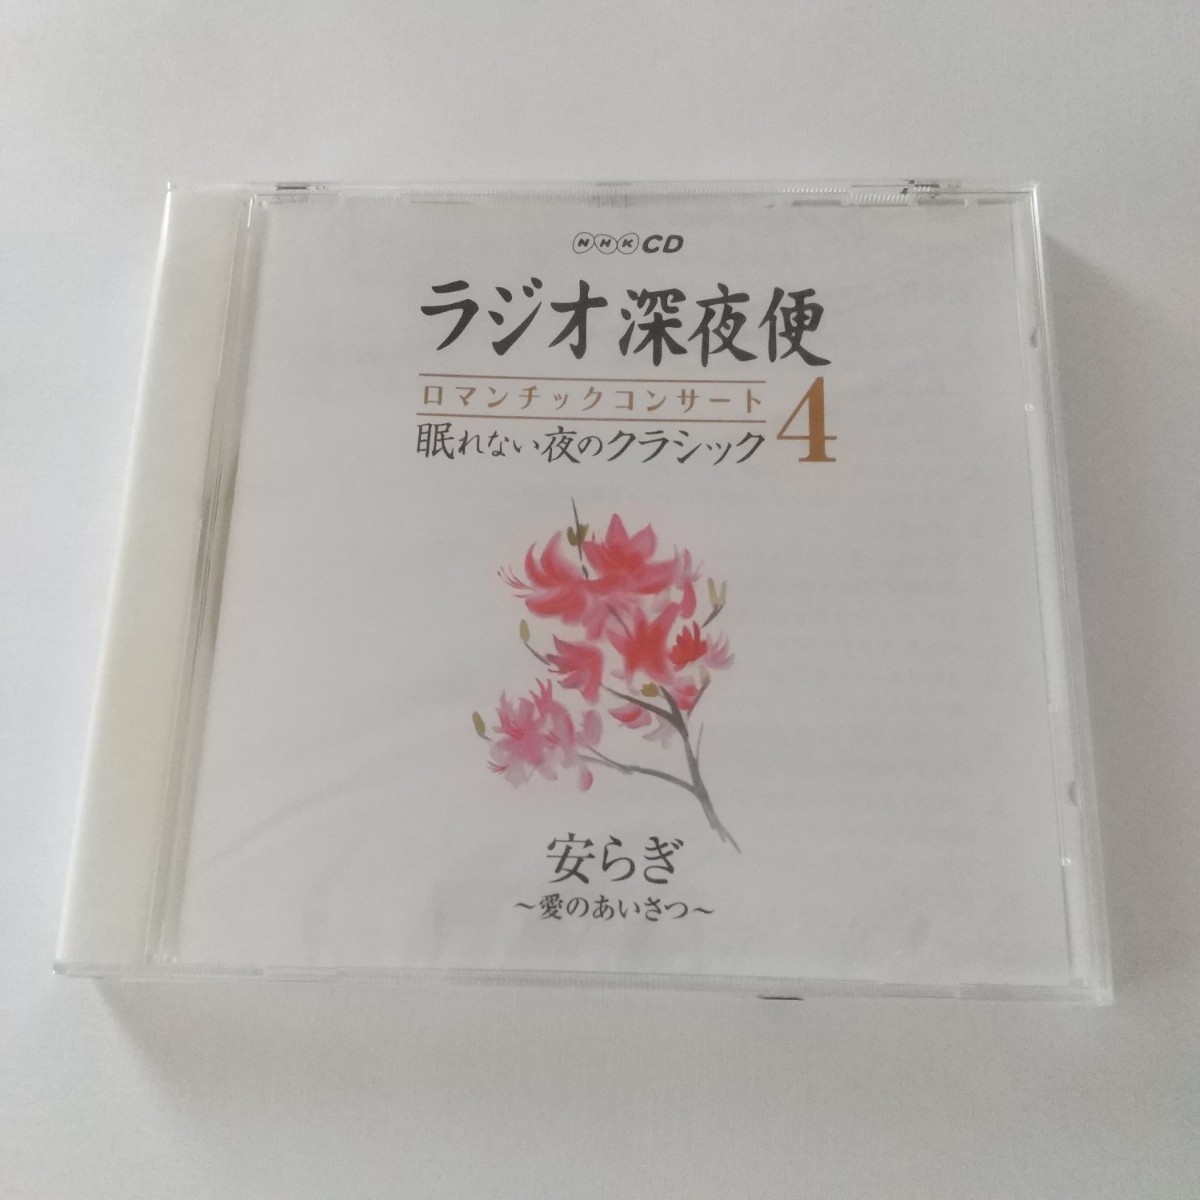 NHK CD
ラジオ深夜便
ロマンチックコンサート
眠れない夜のクラシック 4
安らぎ
～愛のあいさつ～